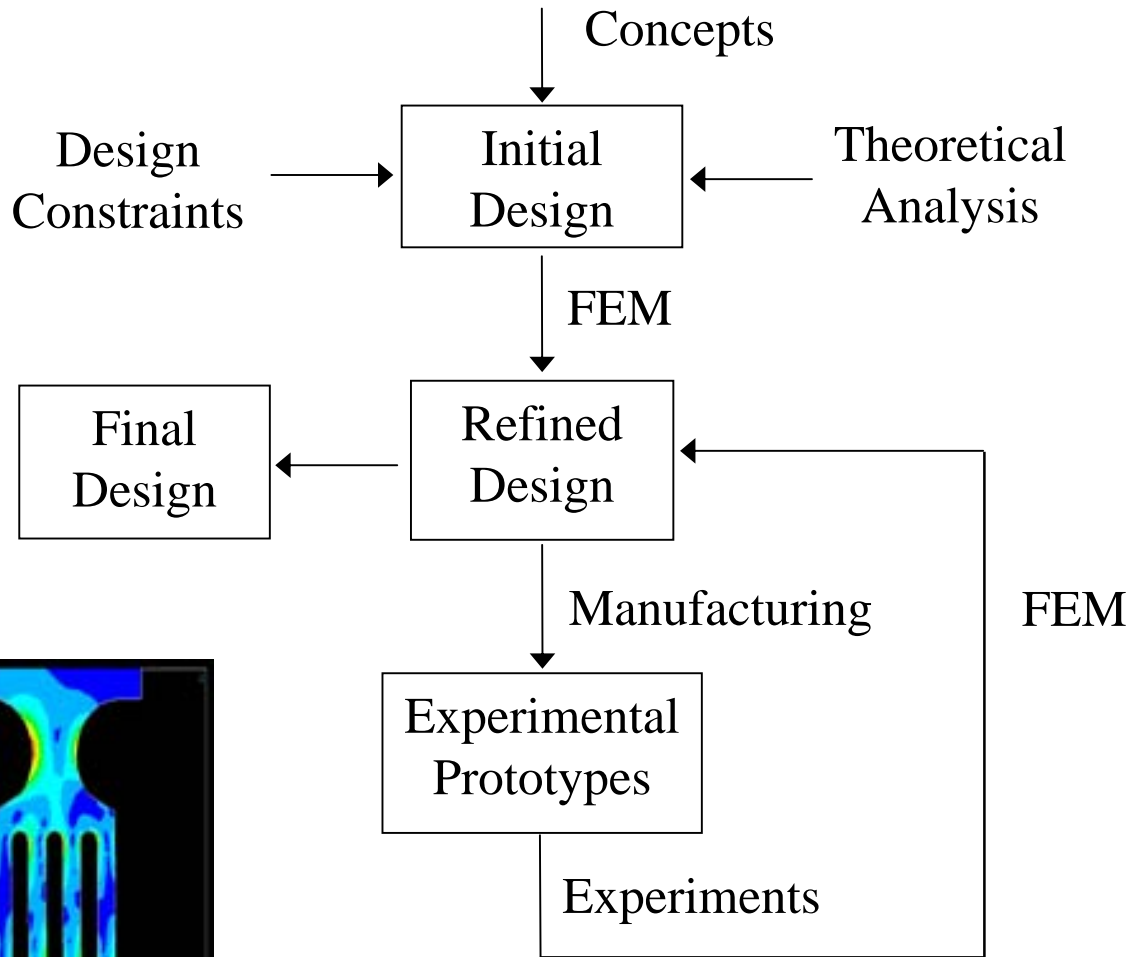 Concepts
Design
Constraints
Initial
Design
Theoretical
Analysis
FEM
Final
Design
Refined
Design
Manufacturing
FEM
Experimental
Prototypes
Experiments